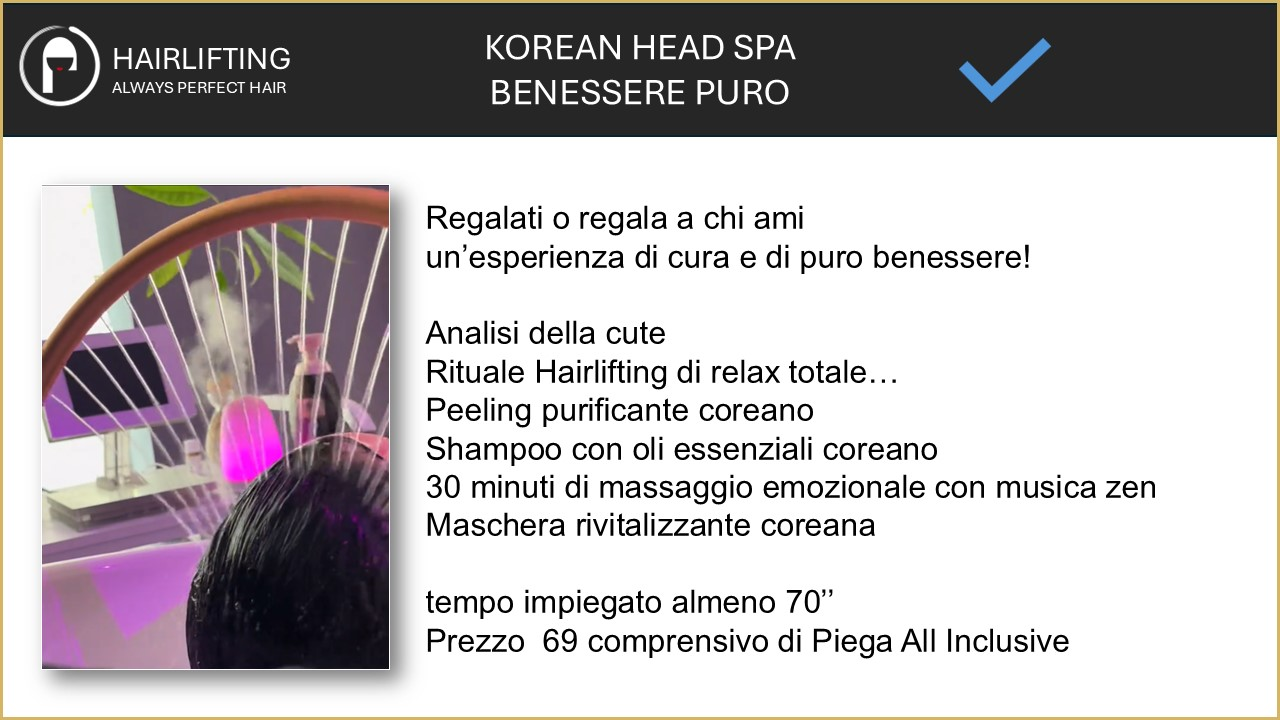 HAIRLIFTING
ALWAYS PERFECT HAIR
KOREAN HEAD SPA
BENESSERE PURO
Regalati o regala a chi ami
un’esperienza di cura e di puro benessere!
Analisi della cute
Rituale Hairlifting di relax totale…
Peeling purificante coreano
Shampoo con oli essenziali coreano
30 minuti di massaggio emozionale con musica zen
Maschera rivitalizzante coreana
tempo impiegato almeno 70’’
Prezzo  69 comprensivo di Piega All Inclusive